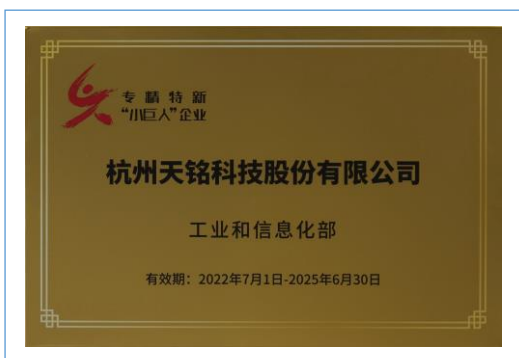 专精特新
“小巨人”企业
杭州天铭科技股份有限公司
工业和信息化部
有效期：2022年7月1日-2025年6月30日